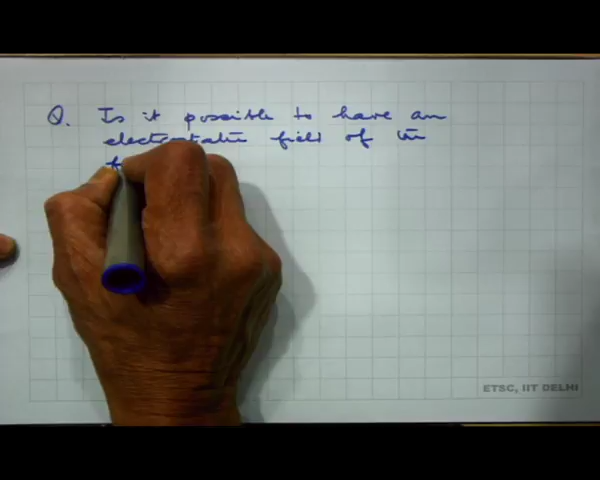 Q. Is it possible to have an
electrostatic field of the
ETSC, IIT DELHI